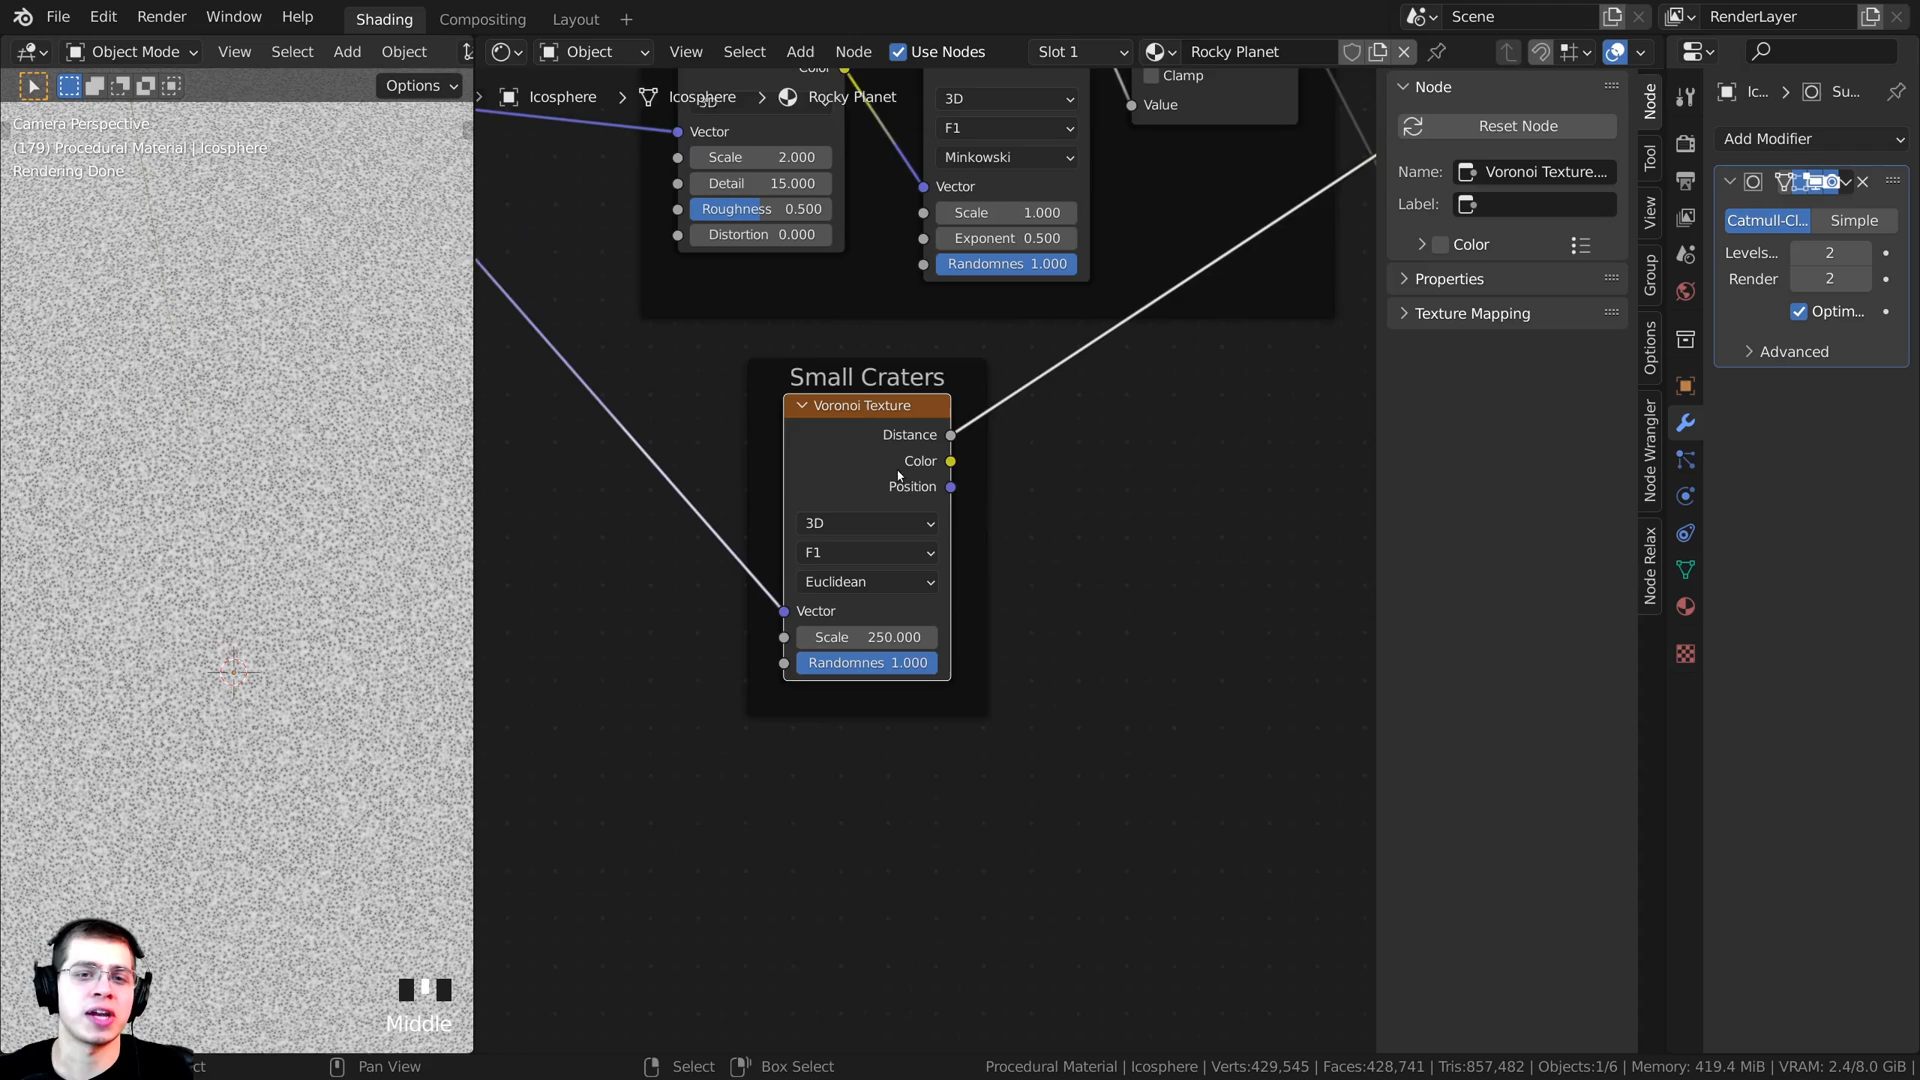 File Edit Render Window Help Shading Compositing Layout + Scene RenderLayer
Object Mode View Select Add Object Object View Select Add Node Use Nodes Slot 1 Rocky Planet
Options
Icosphere > Icosphere > Rocky Planet
Camera Perspective
(179) Procedural Material | Icosphere
Rendering Done
Vector
Scale 2.000
Detail 15.000
Roughness 0.500
Distortion 0.000
3D
F1
Minkowski
Vector
Scale 1.000
Exponent 0.500
Randomnes 1.000
Clamp
Value
Small Craters
Voronoi Texture
Distance
Color
Position
3D
F1
Euclidean
Vector
Scale 250.000
Randomnes 1.000
Node
Reset Node
Name: Voronoi Texture....
Label:
Color
Properties
Texture Mapping
Node
Tool
View
Group
Options
Node Wrangler
Node Relax
Ic... > Su...
Add Modifier
Catmull-Cl... Simple
Levels... 2
Render 2
Optim...
Advanced
Middle
ct Pan View Select Box Select Procedural Material | Icosphere | Verts:429,545 | Faces:428,741 | Tris:857,482 | Objects:1/6 | Memory: 419.4 MiB | VRAM: 2.4/8.0 GiB |